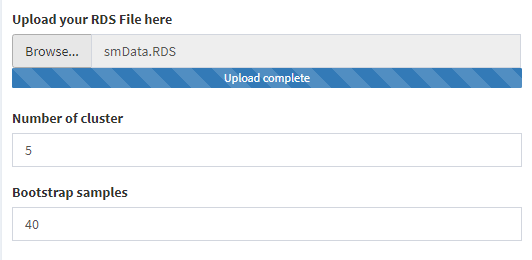 Upload your RDS File here
Browse... smData.RDS
Upload complete
Number of cluster
5
Bootstrap samples
40